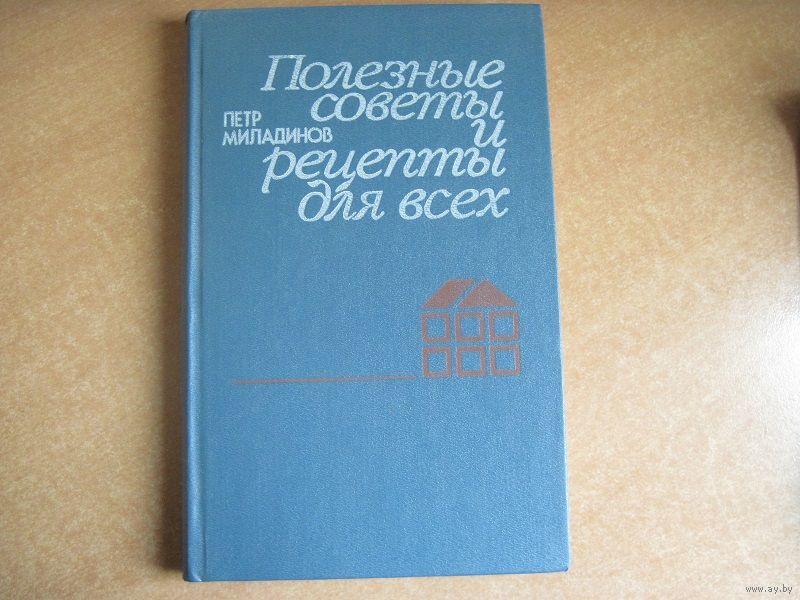 Полезные
советы
ПЕТР
МИЛАДИНОВ
и
рецепты
для всех
www.ay.by